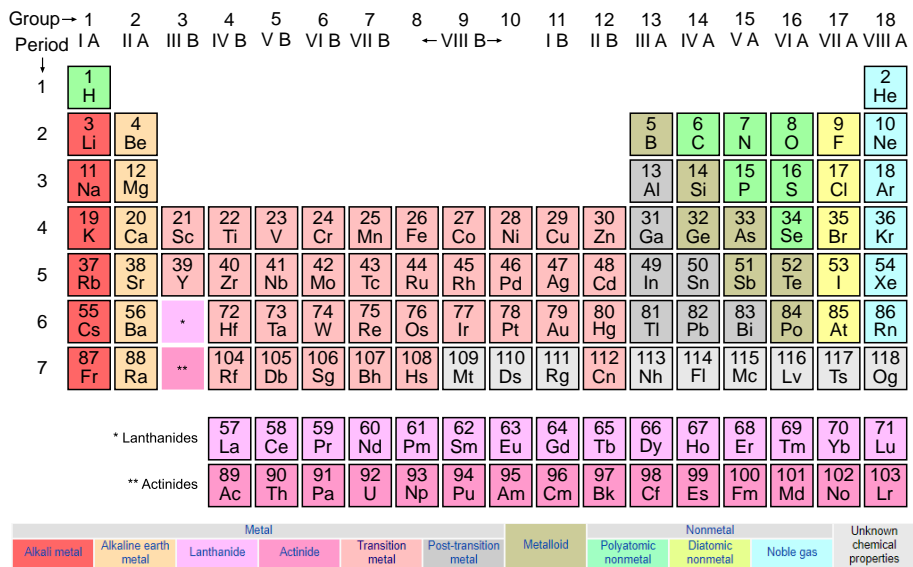 Group → 1 2 3 4 5 6 7 8 9 10 11 12 13 14 15 16 17 18
Period I A II A III B IV B V B VI B VII B ← VIII B → I B II B III A IV A V A VI A VII A VIII A
↓
1 2
1 H He
3 4 5 6 7 8 9 10
2 Li Be B C N O F Ne
11 12 13 14 15 16 17 18
3 Na Mg Al Si P S Cl Ar
19 20 21 22 23 24 25 26 27 28 29 30 31 32 33 34 35 36
4 K Ca Sc Ti V Cr Mn Fe Co Ni Cu Zn Ga Ge As Se Br Kr
37 38 39 40 41 42 43 44 45 46 47 48 49 50 51 52 53 54
5 Rb Sr Y Zr Nb Mo Tc Ru Rh Pd Ag Cd In Sn Sb Te I Xe
55 56 72 73 74 75 76 77 78 79 80 81 82 83 84 85 86
6 Cs Ba * Hf Ta W Re Os Ir Pt Au Hg Tl Pb Bi Po At Rn
87 88 104 105 106 107 108 109 110 111 112 113 114 115 116 117 118
7 Fr Ra ** Rf Db Sg Bh Hs Mt Ds Rg Cn Nh Fl Mc Lv Ts Og
57 58 59 60 61 62 63 64 65 66 67 68 69 70 71
* Lanthanides La Ce Pr Nd Pm Sm Eu Gd Tb Dy Ho Er Tm Yb Lu
89 90 91 92 93 94 95 96 97 98 99 100 101 102 103
** Actinides Ac Th Pa U Np Pu Am Cm Bk Cf Es Fm Md No Lr
Metal Metalloid Nonmetal Unknown
Alkali metal Alkaline earth Lanthanide Actinide Transition Post-transition Polyatomic Diatomic Noble gas chemical
metal metal metal nonmetal nonmetal properties